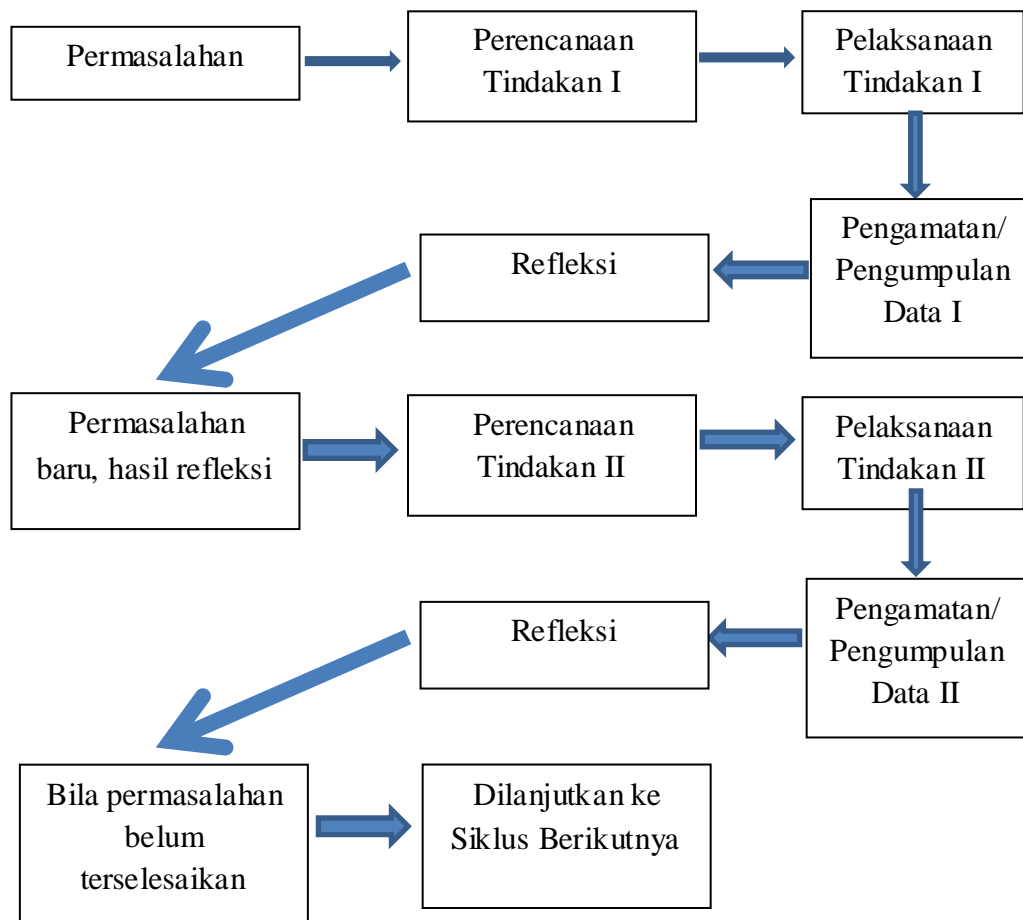 Permasalahan
Perencanaan
Tindakan I
Pelaksanaan
Tindakan I
Pengamatan/
Pengumpulan
Data I
Refleksi
Permasalahan
baru, hasil refleksi
Perencanaan
Tindakan II
Pelaksanaan
Tindakan II
Pengamatan/
Pengumpulan
Data II
Refleksi
Bila permasalahan
belum
terselesaikan
Dilanjutkan ke
Siklus Berikutnya